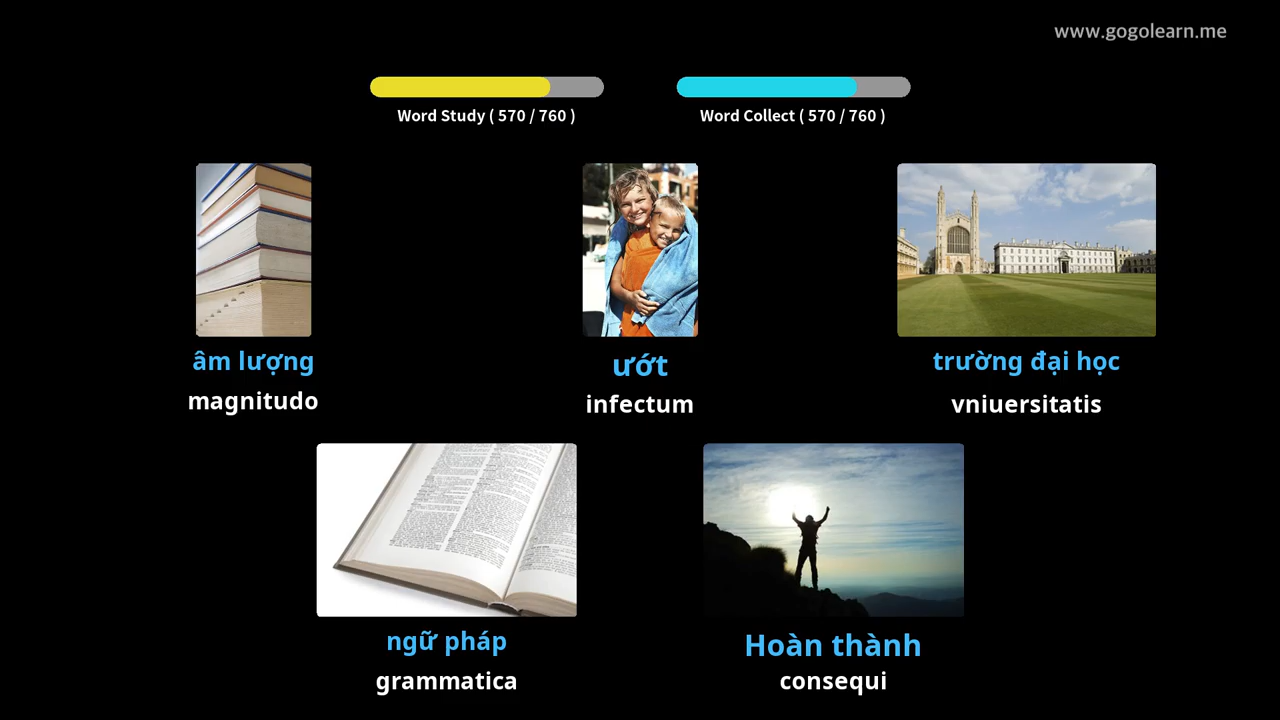 www.gogolearn.me
Word Study ( 570 / 760 )
Word Collect ( 570 / 760 )
âm lượng
magnitudo
ướt
infectum
trường đại học
vniuersitatis
ngữ pháp
grammatica
Hoàn thành
consequi